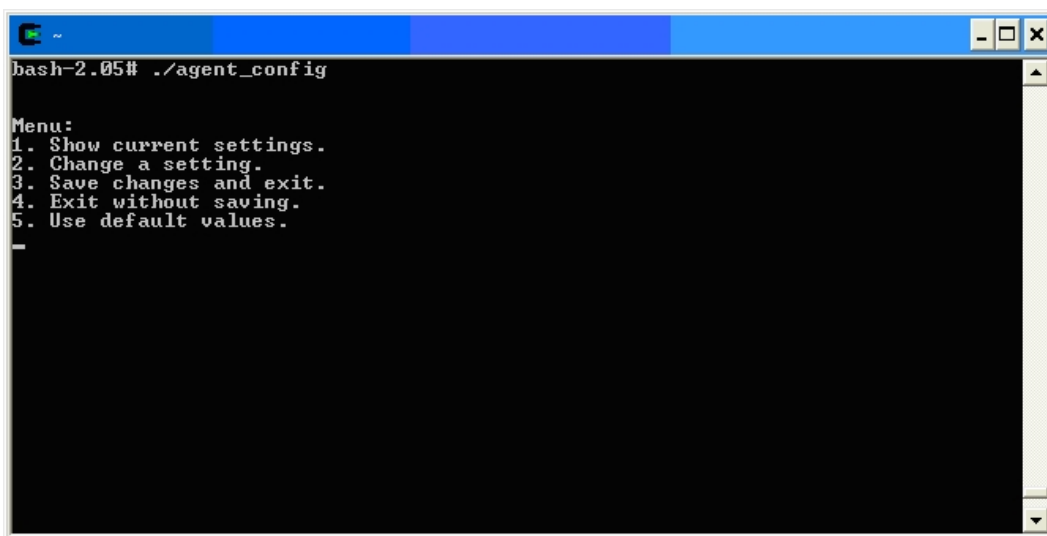 ~
bash-2.05# ./agent_config
Menu:
1. Show current settings.
2. Change a setting.
3. Save changes and exit.
4. Exit without saving.
5. Use default values.